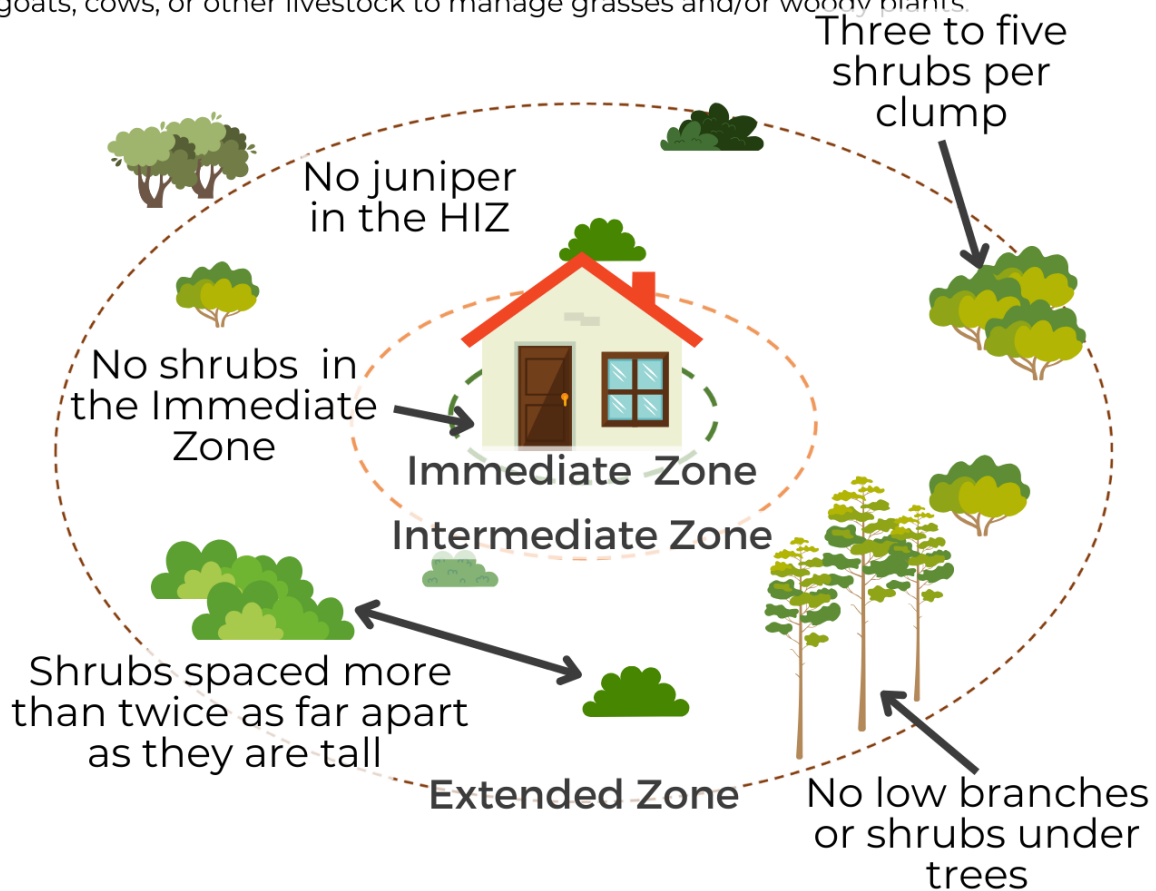 goats, cows, or other livestock to manage grasses and/or woody plants.
Three to five
shrubs per
clump
No juniper
in the HIZ
No shrubs in
the Immediate
Zone
Immediate Zone
Intermediate Zone
Shrubs spaced more
than twice as far apart
as they are tall
Extended Zone
No low branches
or shrubs under
trees